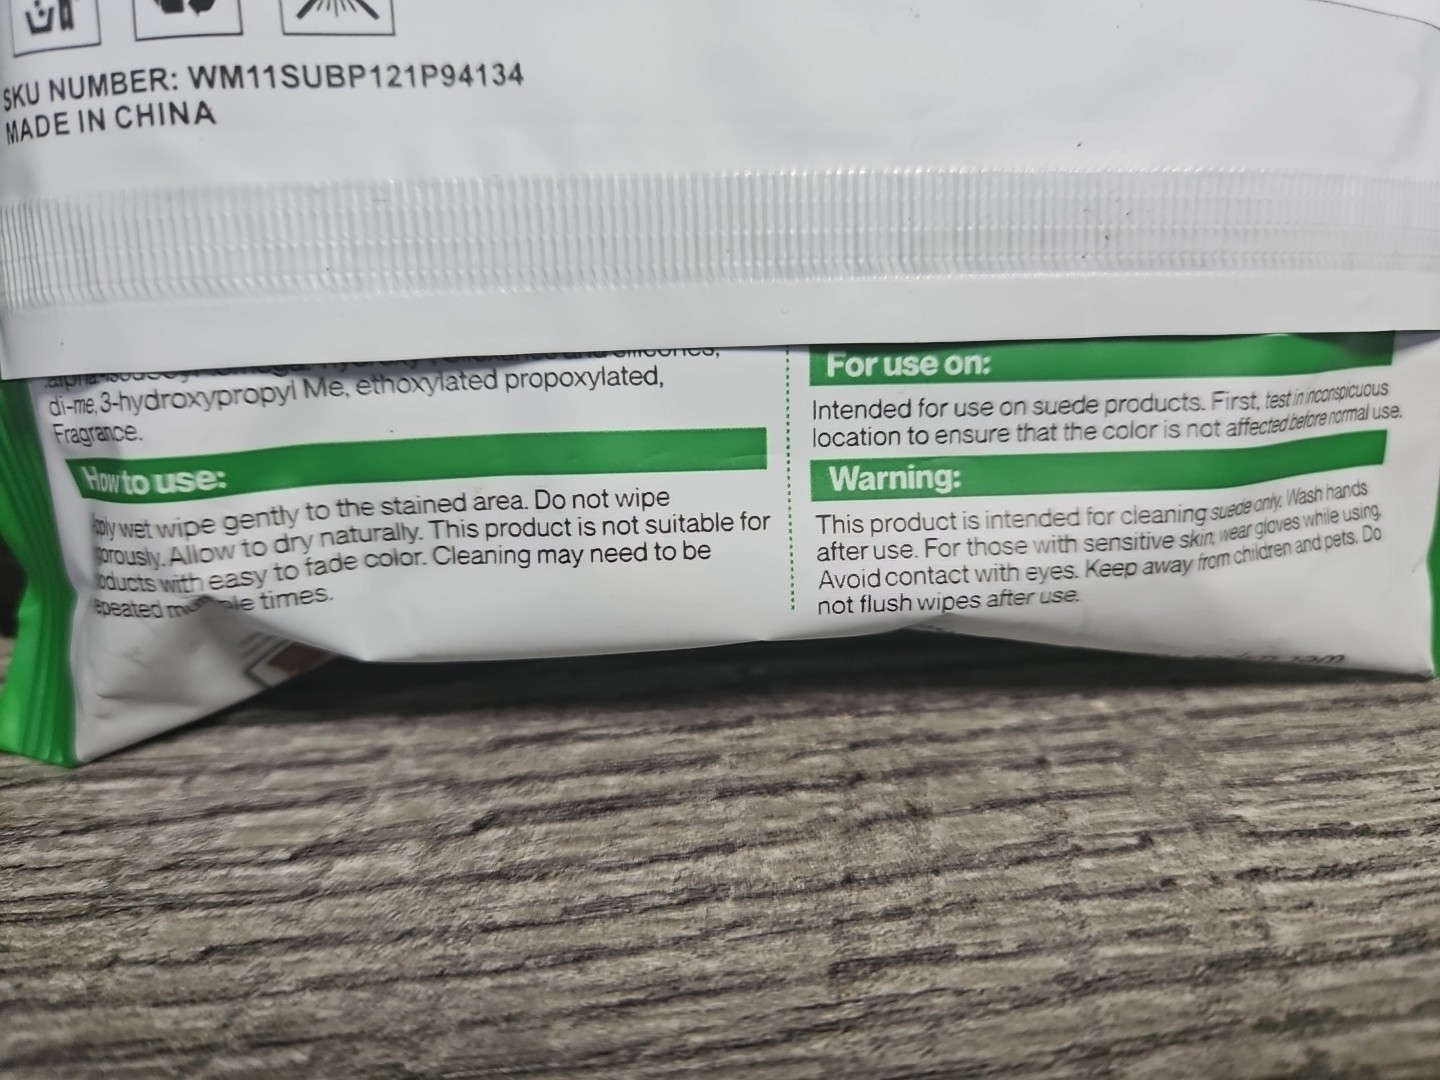 SKU NUMBER: WM11SUBP121P94134
MADE IN CHINA
di-me, 3-hydroxypropyl Me, ethoxylated propoxylated,
Fragrance.
How to use:
wet wipe gently to the stained area. Do not wipe
Allow to dry naturally. This product is not suitable for
with easy to fade color. Cleaning may need to be
times.
For use on:
Intended for use on suede products. First, test in inconspicuous
location to ensure that the color is not affected before normal use.
Warning:
This product is intended for cleaning suede only. Wash hands
after use. For those with sensitive skin, wear gloves while using.
Avoid contact with eyes. Keep away from children and pets. Do
not flush wipes after use.